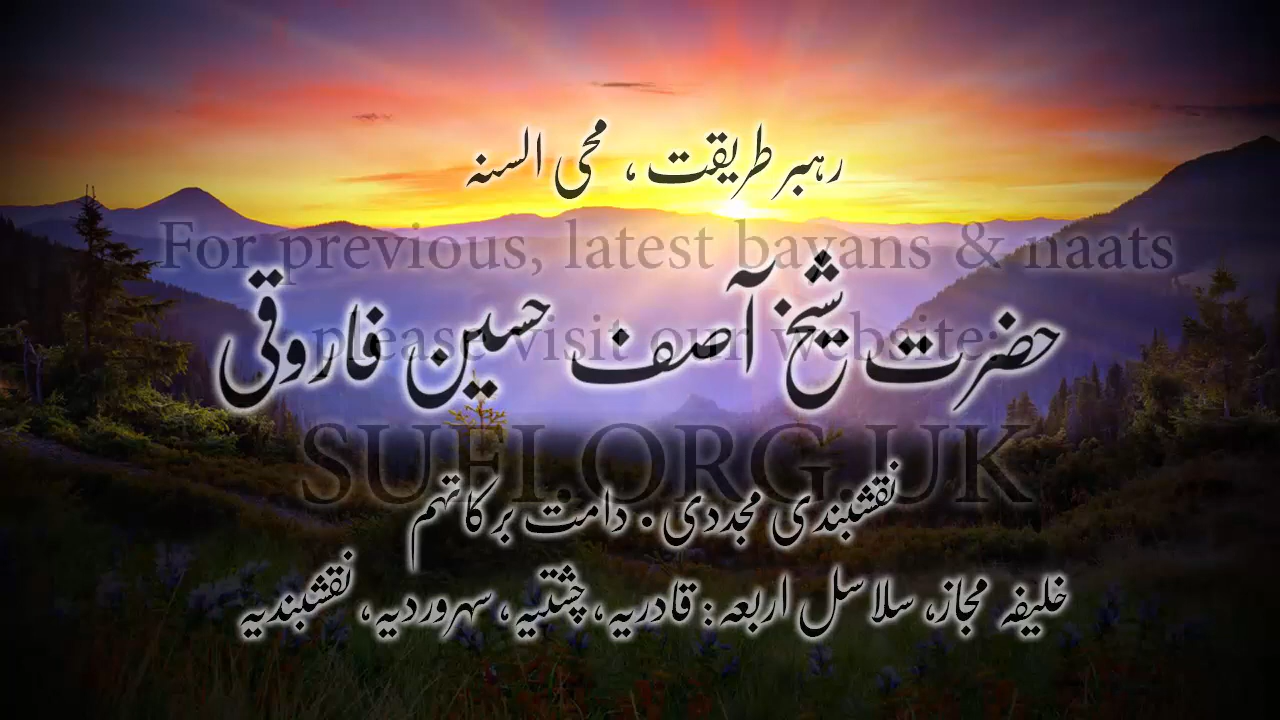 رہبر طریقت، محی السنہ
For previous, latest bayans & naats
حضرت شیخ آصف حسین فاروقی
please visit our website:
SUFI.ORG.UK
نقشبندی مجددی۔ دامت برکاتہم
خلیفہ مجاز، سلاسل اربعہ: قادریہ، چشتیہ، سہروردیہ، نقشبندیہ